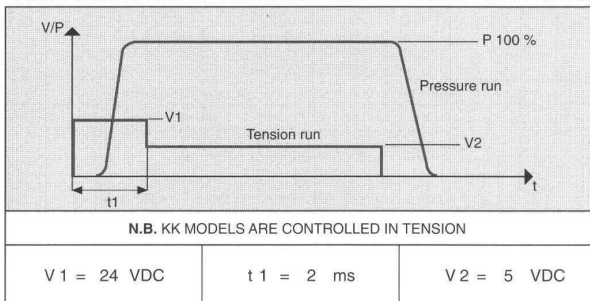 V/P
P 100 %
Pressure run
V1
Tension run
V2
t1
t
N.B. KK MODELS ARE CONTROLLED IN TENSION
V 1 = 24 VDC
t 1 = 2 ms
V 2 = 5 VDC